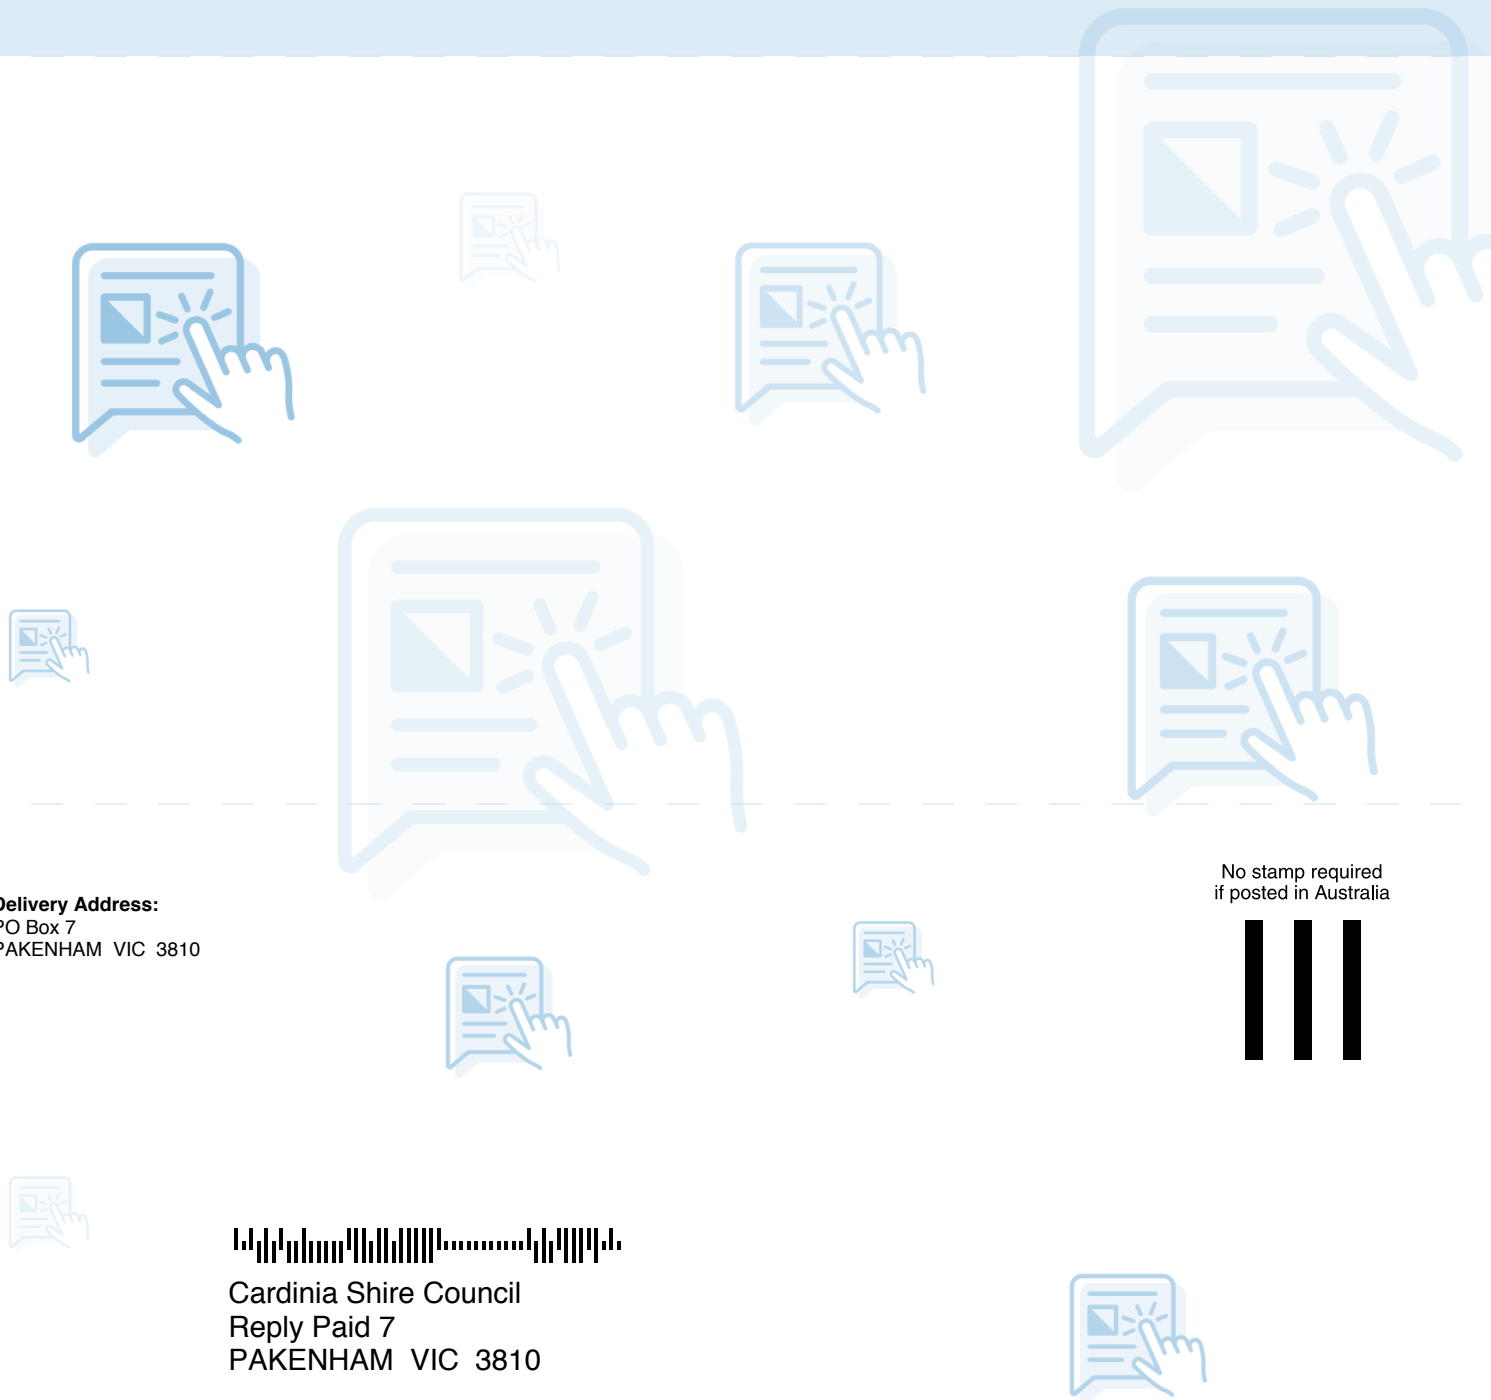 No stamp required
if posted in Australia
Delivery Address:
PO Box 7
PAKENHAM VIC 3810
Cardinia Shire Council
Reply Paid 7
PAKENHAM VIC 3810